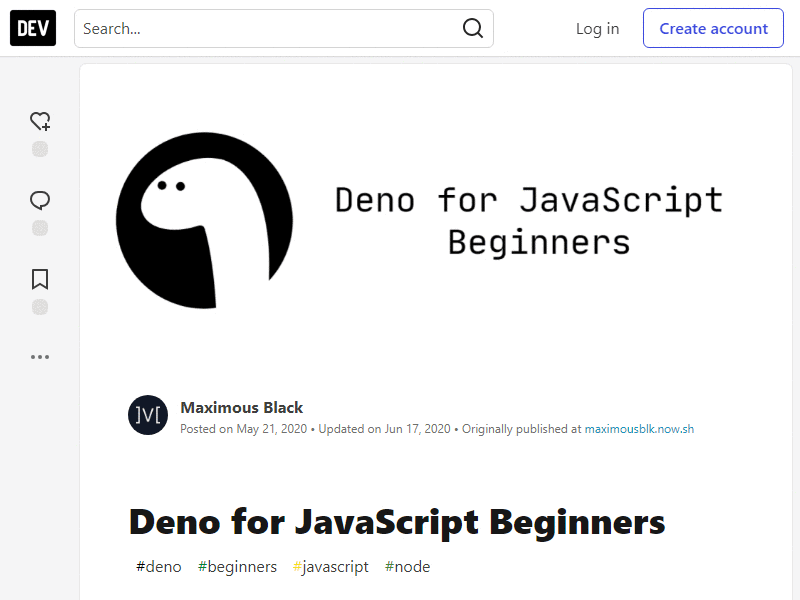 DEV
Search...
Log in
Create account
Deno for JavaScript
Beginners
]V[
Maximous Black
Posted on May 21, 2020 • Updated on Jun 17, 2020 • Originally published at maximousblk.now.sh
Deno for JavaScript Beginners
#deno #beginners #javascript #node